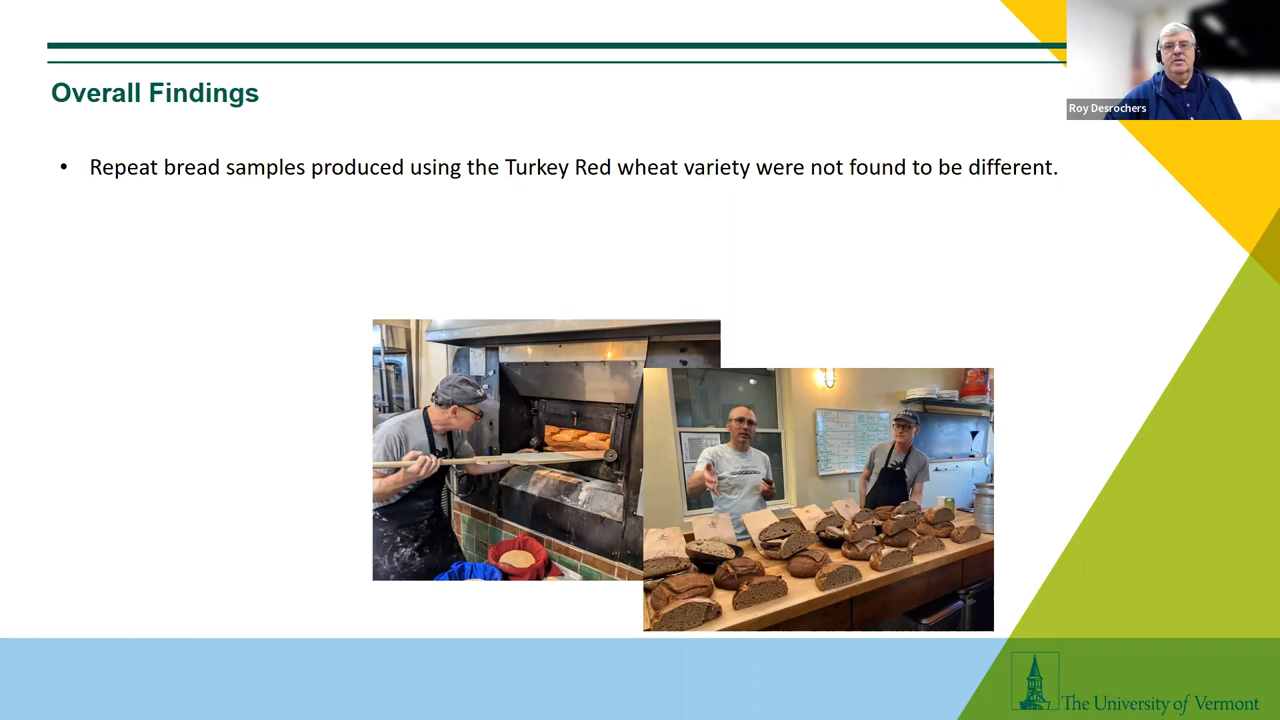 Overall Findings
Roy Desrochers
• Repeat bread samples produced using the Turkey Red wheat variety were not found to be different.
The University of Vermont